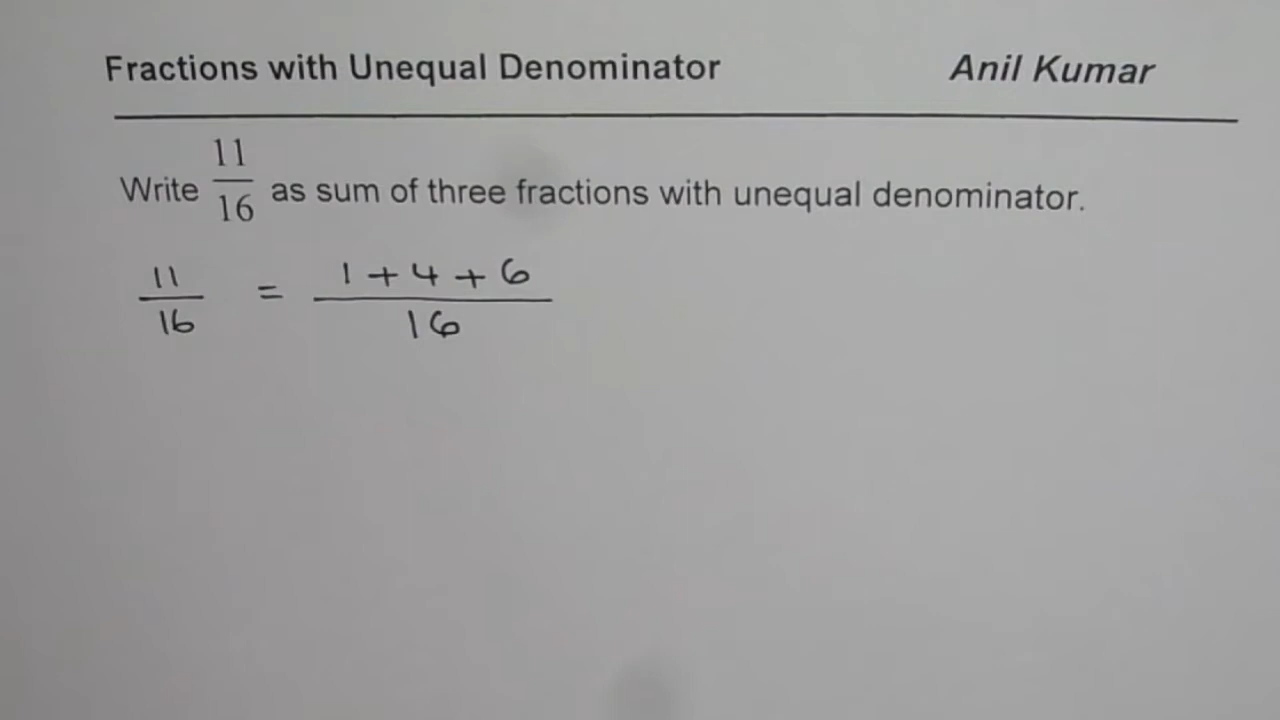 Fractions with Unequal Denominator Anil Kumar
Write 11/16 as sum of three fractions with unequal denominator.
11/16 = 1 + 4 + 6/16